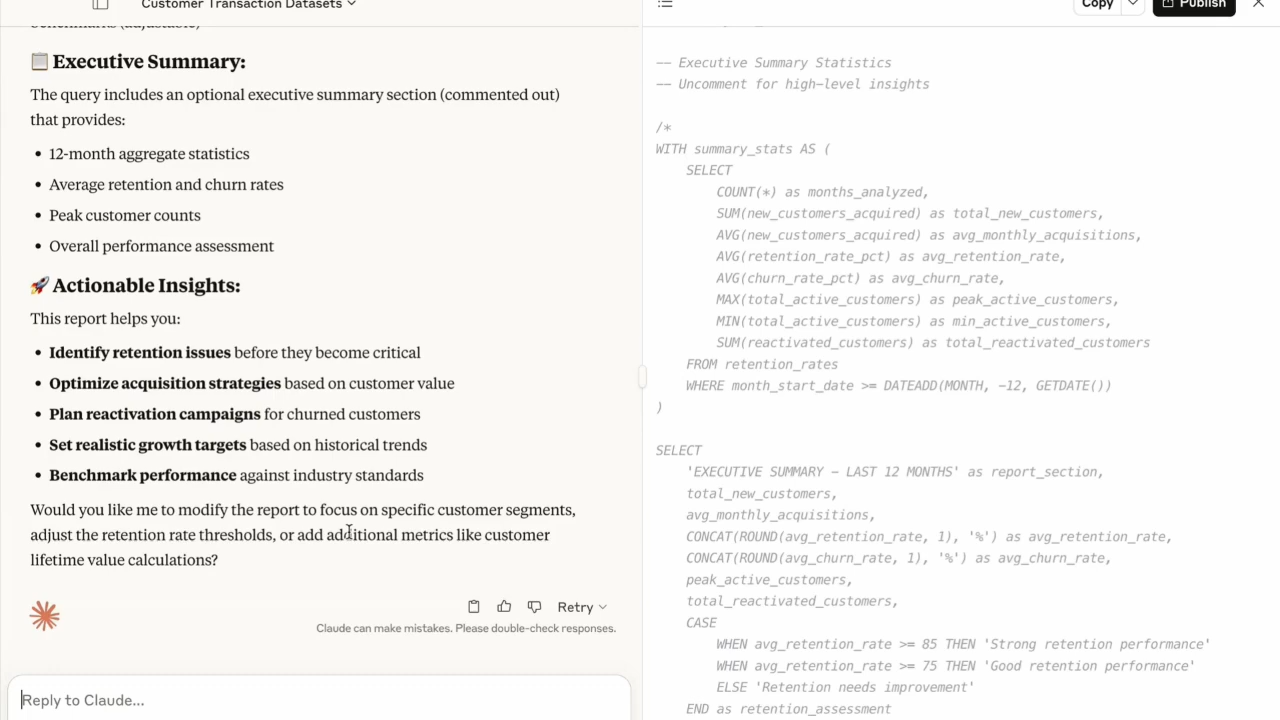 Customer Transaction Datasets
Executive Summary:
The query includes an optional executive summary section (commented out)
that provides:
• 12-month aggregate statistics
• Average retention and churn rates
• Peak customer counts
• Overall performance assessment
Actionable Insights:
This report helps you:
• Identify retention issues before they become critical
• Optimize acquisition strategies based on customer value
• Plan reactivation campaigns for churned customers
• Set realistic growth targets based on historical trends
• Benchmark performance against industry standards
Would you like me to modify the report to focus on specific customer segments,
adjust the retention rate thresholds, or add additional metrics like customer
lifetime value calculations?
Retry
Claude can make mistakes. Please double-check responses.
Reply to Claude...
Copy
Publish
-- Executive Summary Statistics
-- Uncomment for high-level insights
/*
WITH summary_stats AS (
SELECT
COUNT(*) as months_analyzed,
SUM(new_customers_acquired) as total_new_customers,
AVG(new_customers_acquired) as avg_monthly_acquisitions,
AVG(retention_rate_pct) as avg_retention_rate,
AVG(churn_rate_pct) as avg_churn_rate,
MAX(total_active_customers) as peak_active_customers,
MIN(total_active_customers) as min_active_customers,
SUM(reactivated_customers) as total_reactivated_customers
FROM retention_rates
WHERE month_start_date >= DATEADD(MONTH, -12, GETDATE())
)
SELECT
'EXECUTIVE SUMMARY - LAST 12 MONTHS' as report_section,
total_new_customers,
avg_monthly_acquisitions,
CONCAT(ROUND(avg_retention_rate, 1), '%') as avg_retention_rate,
CONCAT(ROUND(avg_churn_rate, 1), '%') as avg_churn_rate,
peak_active_customers,
total_reactivated_customers,
CASE
WHEN avg_retention_rate >= 85 THEN 'Strong retention performance'
WHEN avg_retention_rate >= 75 THEN 'Good retention performance'
ELSE 'Retention needs improvement'
END as retention_assessment